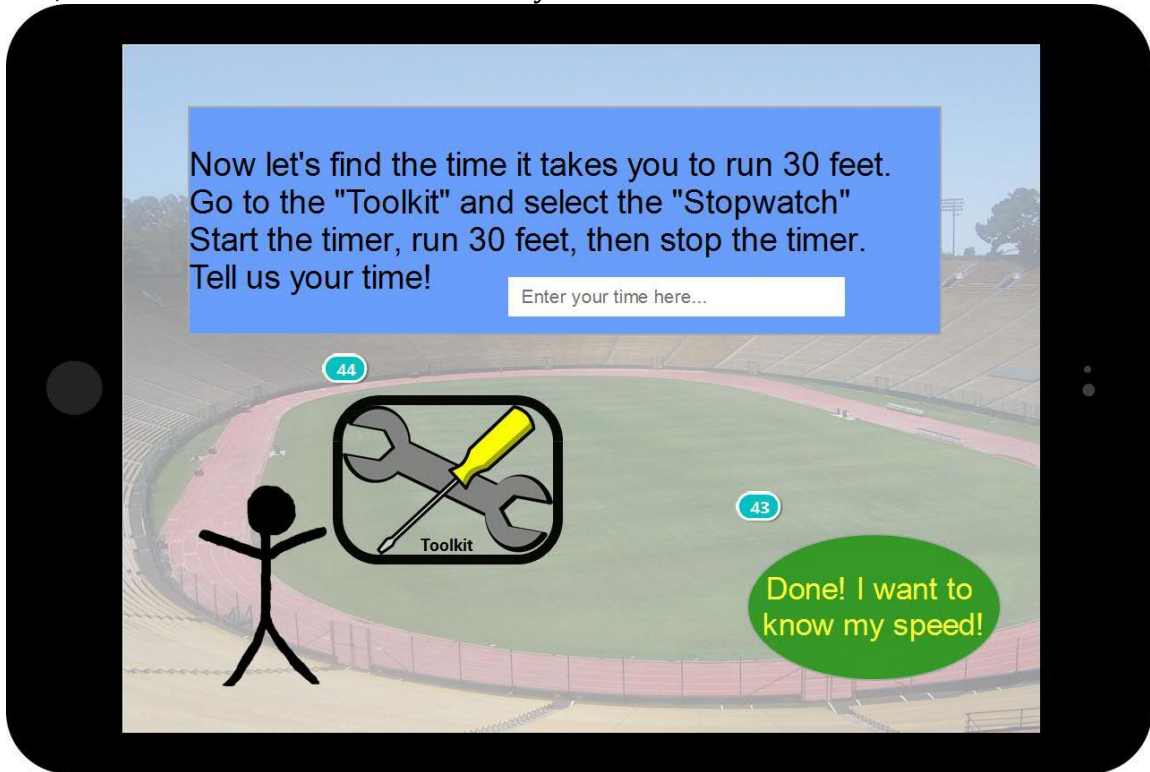 Now let's find the time it takes you to run 30 feet.
Go to the "Toolkit" and select the "Stopwatch"
Start the timer, run 30 feet, then stop the timer.
Tell us your time!
Enter your time here...
44
Toolkit
43
Done! I want to
know my speed!